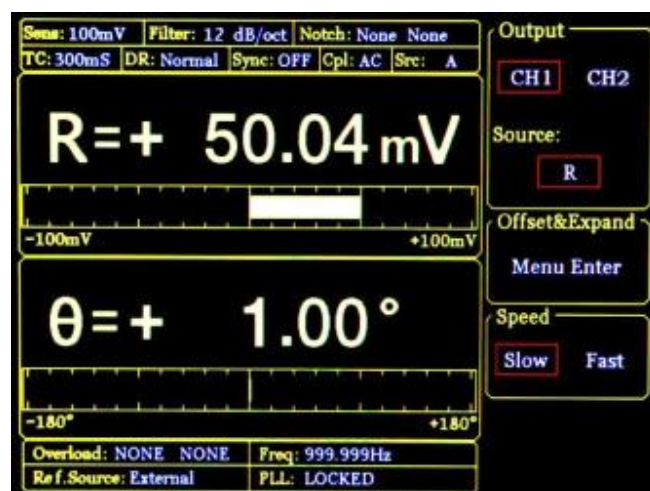 Sens: 100mV Filter: 12 dB/oct Notch: None None
TC: 300mS DR: Normal Sync: OFF Cpl: AC Src: A
R=+ 50.04 mV
-100mV +100mV
θ=+ 1.00°
-180° +180°
Overload: NONE NONE Freq: 999.999Hz
Ref.Source: External PLL: LOCKED
Output
CH1 CH2
Source:
R
Offset&Expand
Menu Enter
Speed
Slow Fast